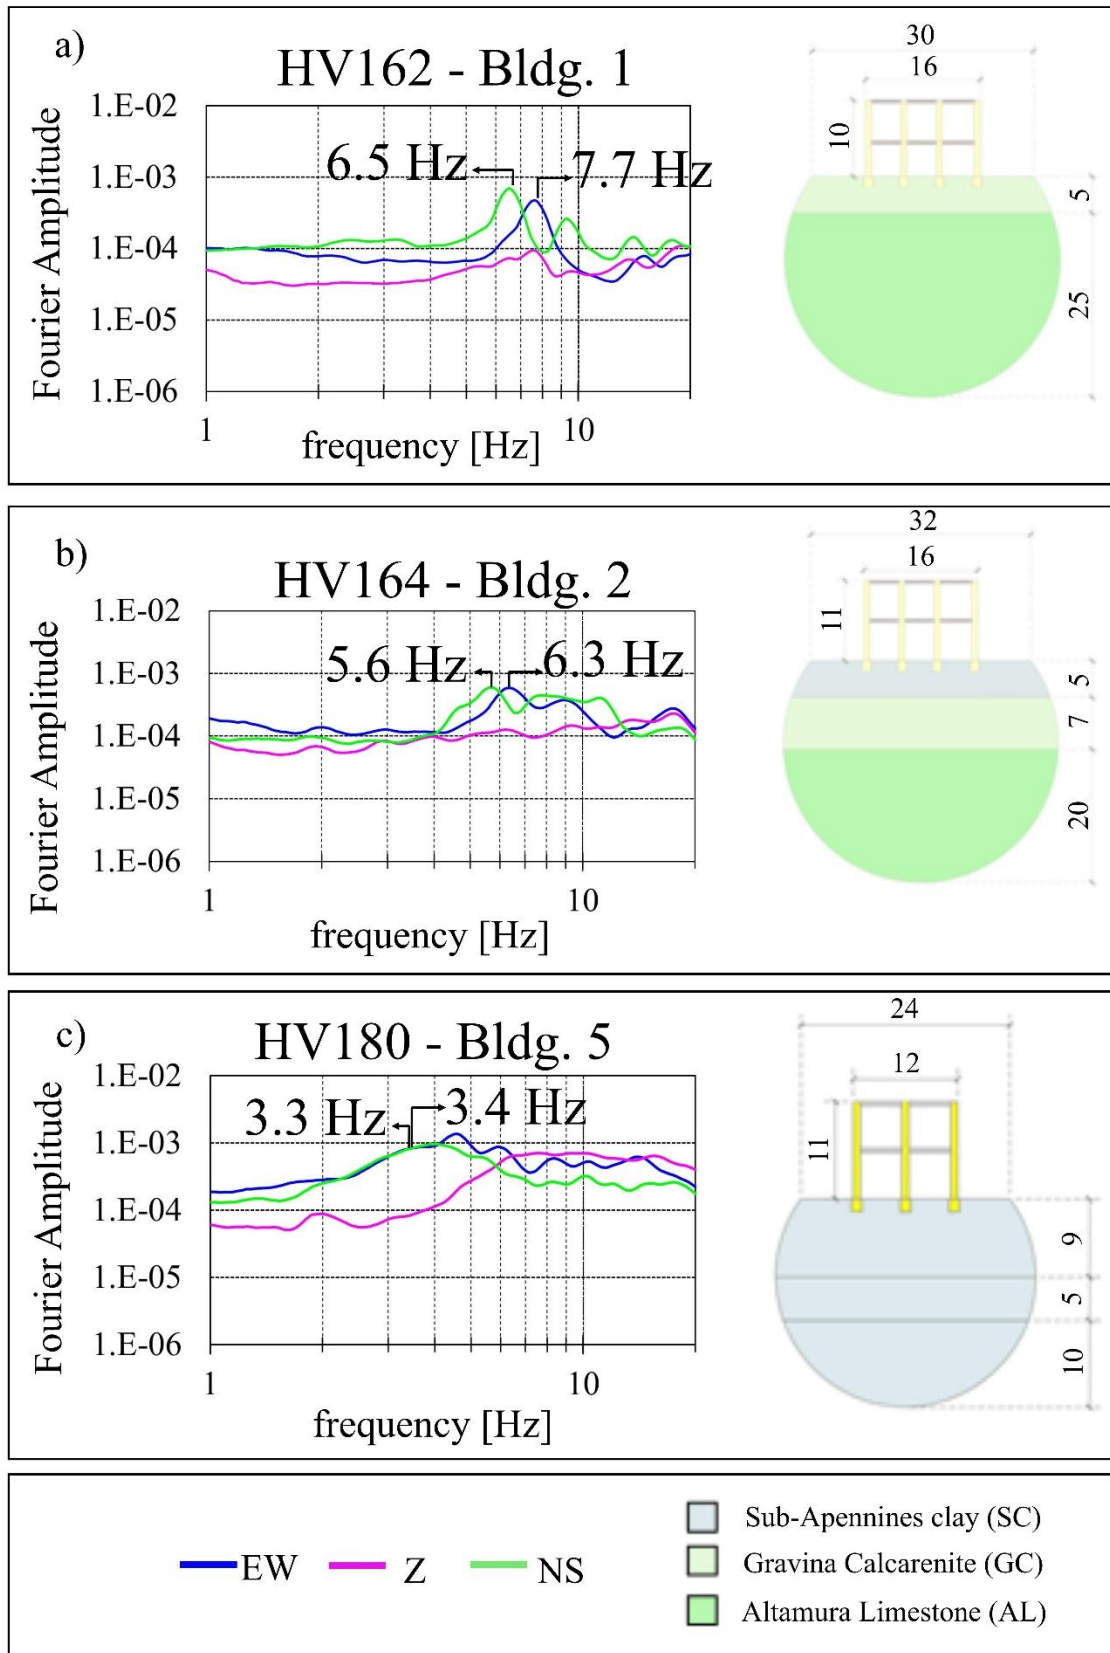 a)
HV162 - Bldg. 1
Fourier Amplitude
1.E-02
1.E-03
1.E-04
1.E-05
1.E-06
6.5 Hz
7.7 Hz
1
10
frequency [Hz]
30
16
10
5
25
b)
HV164 - Bldg. 2
Fourier Amplitude
1.E-02
1.E-03
1.E-04
1.E-05
1.E-06
5.6 Hz
6.3 Hz
1
10
frequency [Hz]
32
16
11
5
7
20
c)
HV180 - Bldg. 5
Fourier Amplitude
1.E-02
1.E-03
1.E-04
1.E-05
1.E-06
3.3 Hz
3.4 Hz
1
10
frequency [Hz]
24
12
11
9
5
10
EW
Z
NS
Sub-Apennines clay (SC)
Gravina Calcarenite (GC)
Altamura Limestone (AL)